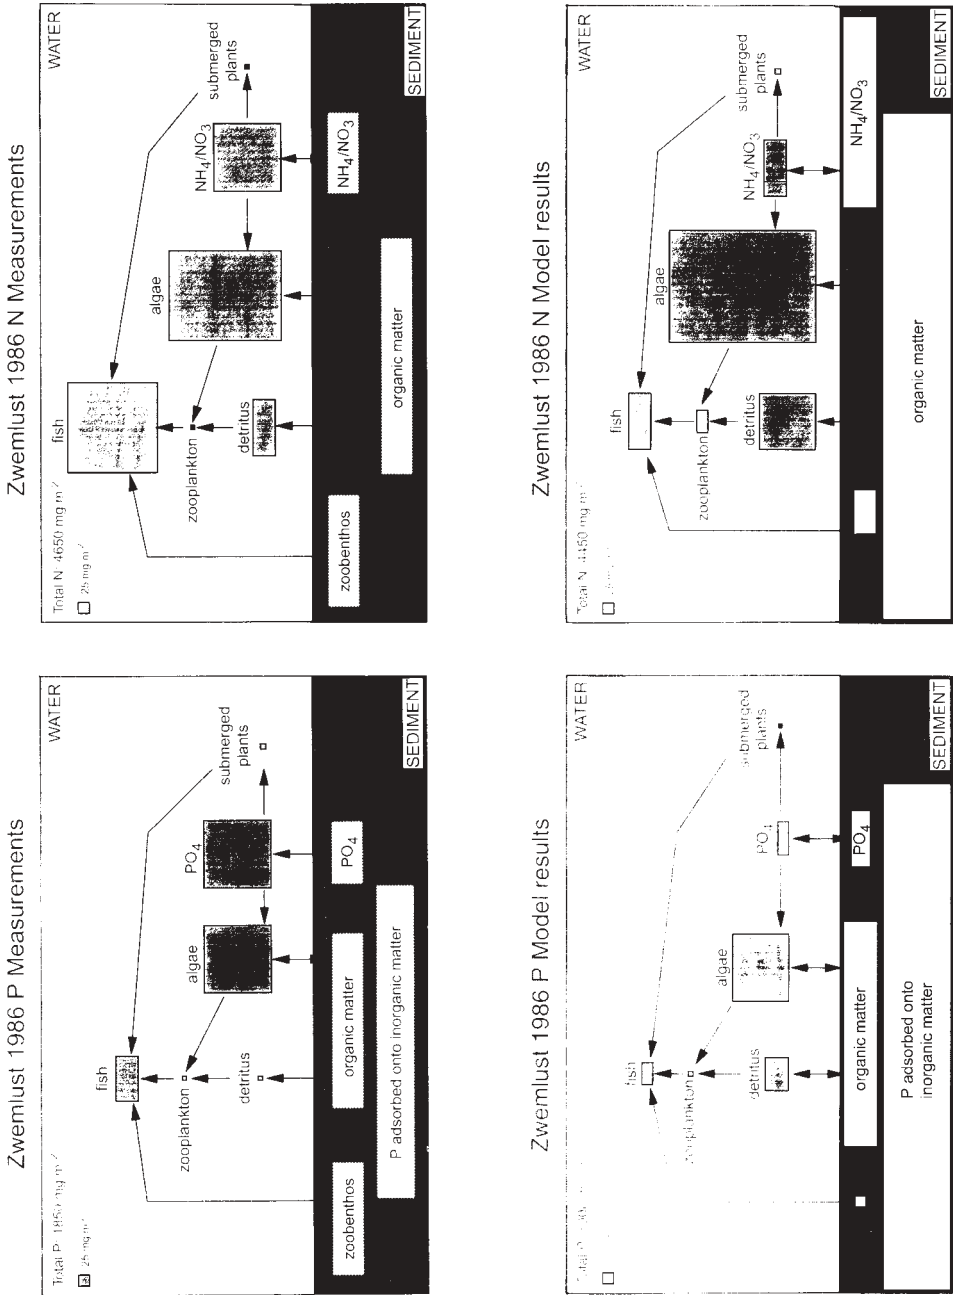 Zwemlust 1986 P Measurements
Total P: 1850 mg m⁻²
25 mg m⁻²
WATER
fish
zooplankton
detritus
algae
PO₄
submerged
plants
zoobenthos
organic matter
PO₄
P adsorbed onto inorganic matter
SEDIMENT
Zwemlust 1986 N Measurements
Total N: 4650 mg m⁻²
25 mg m⁻²
WATER
fish
zooplankton
detritus
algae
NH₄/NO₃
submerged
plants
zoobenthos
organic matter
NH₄/NO₃
SEDIMENT
Zwemlust 1986 P Model results
Total P
WATER
fish
zooplankton
detritus
algae
PO₄
submerged
plants
organic matter
PO₄
P adsorbed onto
inorganic matter
SEDIMENT
Zwemlust 1986 N Model results
Total N: 4450 mg m⁻²
WATER
fish
zooplankton
detritus
algae
NH₄/NO₃
submerged
plants
NH₄/NO₃
organic matter
SEDIMENT